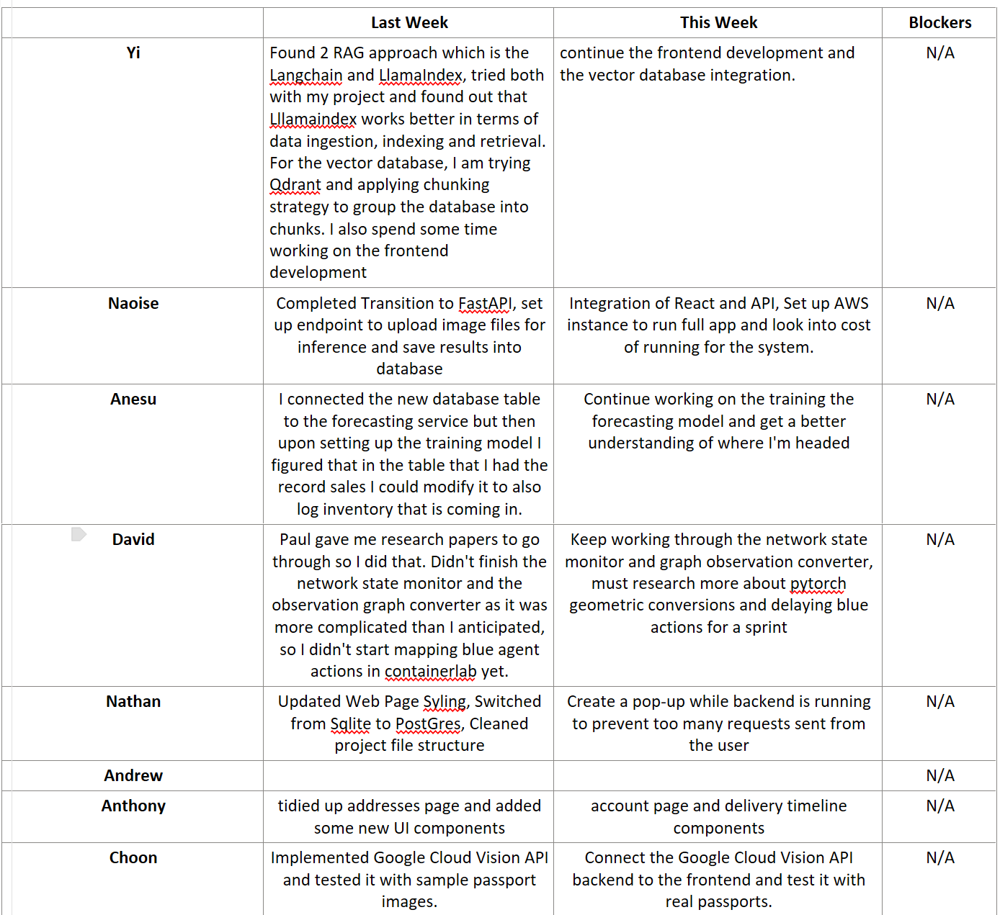 Last Week This Week Blockers
Yi
Found 2 RAG approach which is the
Langchain and LlamaIndex, tried both
with my project and found out that
Lllamaindex works better in terms of
data ingestion, indexing and retrieval.
For the vector database, I am trying
Qdrant and applying chunking
strategy to group the database into
chunks. I also spend some time
working on the frontend
development
continue the frontend development and
the vector database integration.
N/A
Naoise
Completed Transition to FastAPI, set
up endpoint to upload image files for
inference and save results into
database
Integration of React and API, Set up AWS
instance to run full app and look into cost
of running for the system.
N/A
Anesu
I connected the new database table
to the forecasting service but then
upon setting up the training model I
figured that in the table that I had the
record sales I could modify it to also
log inventory that is coming in.
Continue working on the training the
forecasting model and get a better
understanding of where I'm headed
N/A
David
Paul gave me research papers to go
through so I did that. Didn't finish the
network state monitor and the
observation graph converter as it was
more complicated than I anticipated,
so I didn't start mapping blue agent
actions in containerlab yet.
Keep working through the network state
monitor and graph observation converter,
must research more about pytorch
geometric conversions and delaying blue
actions for a sprint
N/A
Nathan
Updated Web Page Syling, Switched
from Sqlite to PostGres, Cleaned
project file structure
Create a pop-up while backend is running
to prevent too many requests sent from
the user
N/A
Andrew
N/A
Anthony
tidied up addresses page and added
some new UI components
account page and delivery timeline
components
N/A
Choon
Implemented Google Cloud Vision API
and tested it with sample passport
images.
Connect the Google Cloud Vision API
backend to the frontend and test it with
real passports.
N/A